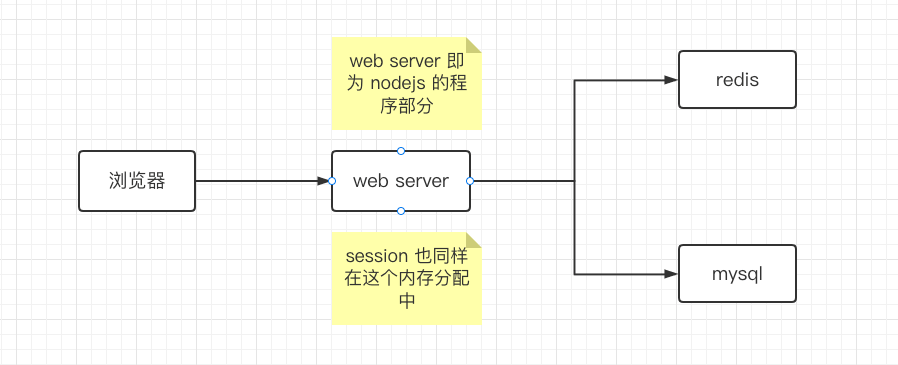 web server 即
为 nodejs 的程
序部分
redis
浏览器
web server
session 也同样
在这个内存分配
中
mysql